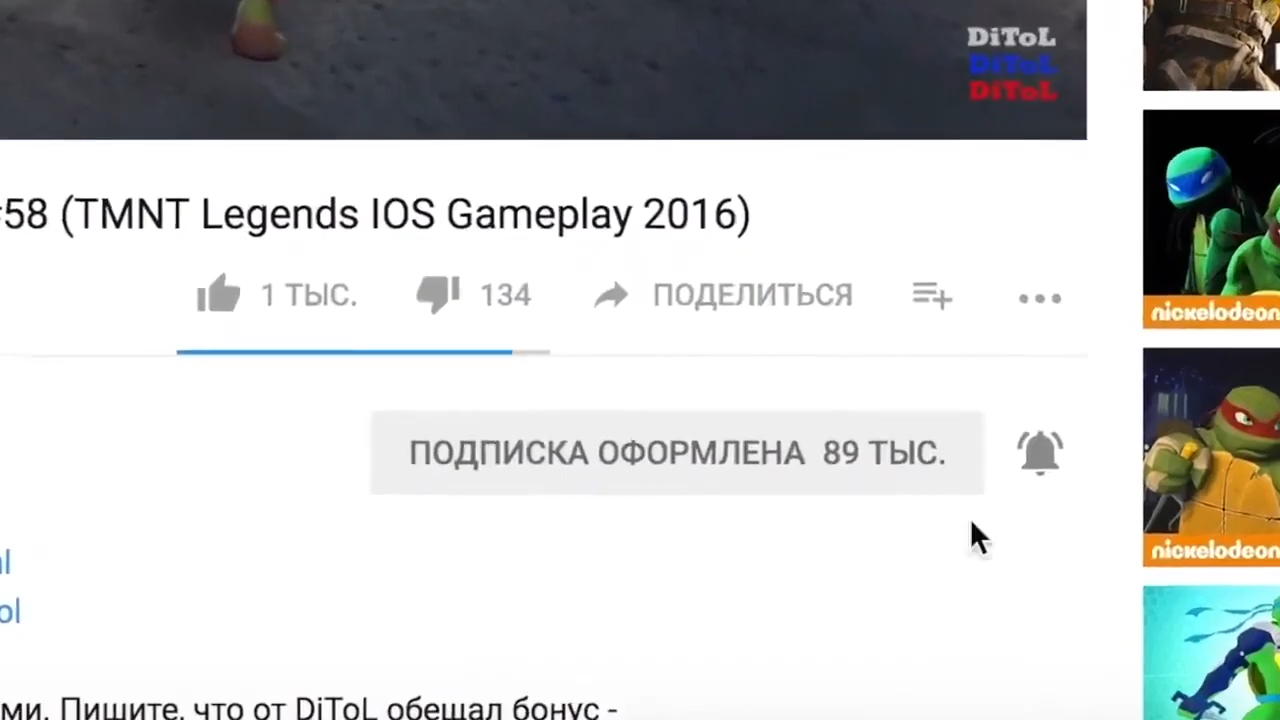 DiToL
DiToL
DiToL
58 (TMNT Legends IOS Gameplay 2016)
1 ТЫС. 134 ПОДЕЛИТЬСЯ
ПОДПИСКА ОФОРМЛЕНА 89 ТЫС.
ol
ми. Пишите, что от DiToL обещал бонус -
nickelodeon
nickelodeon